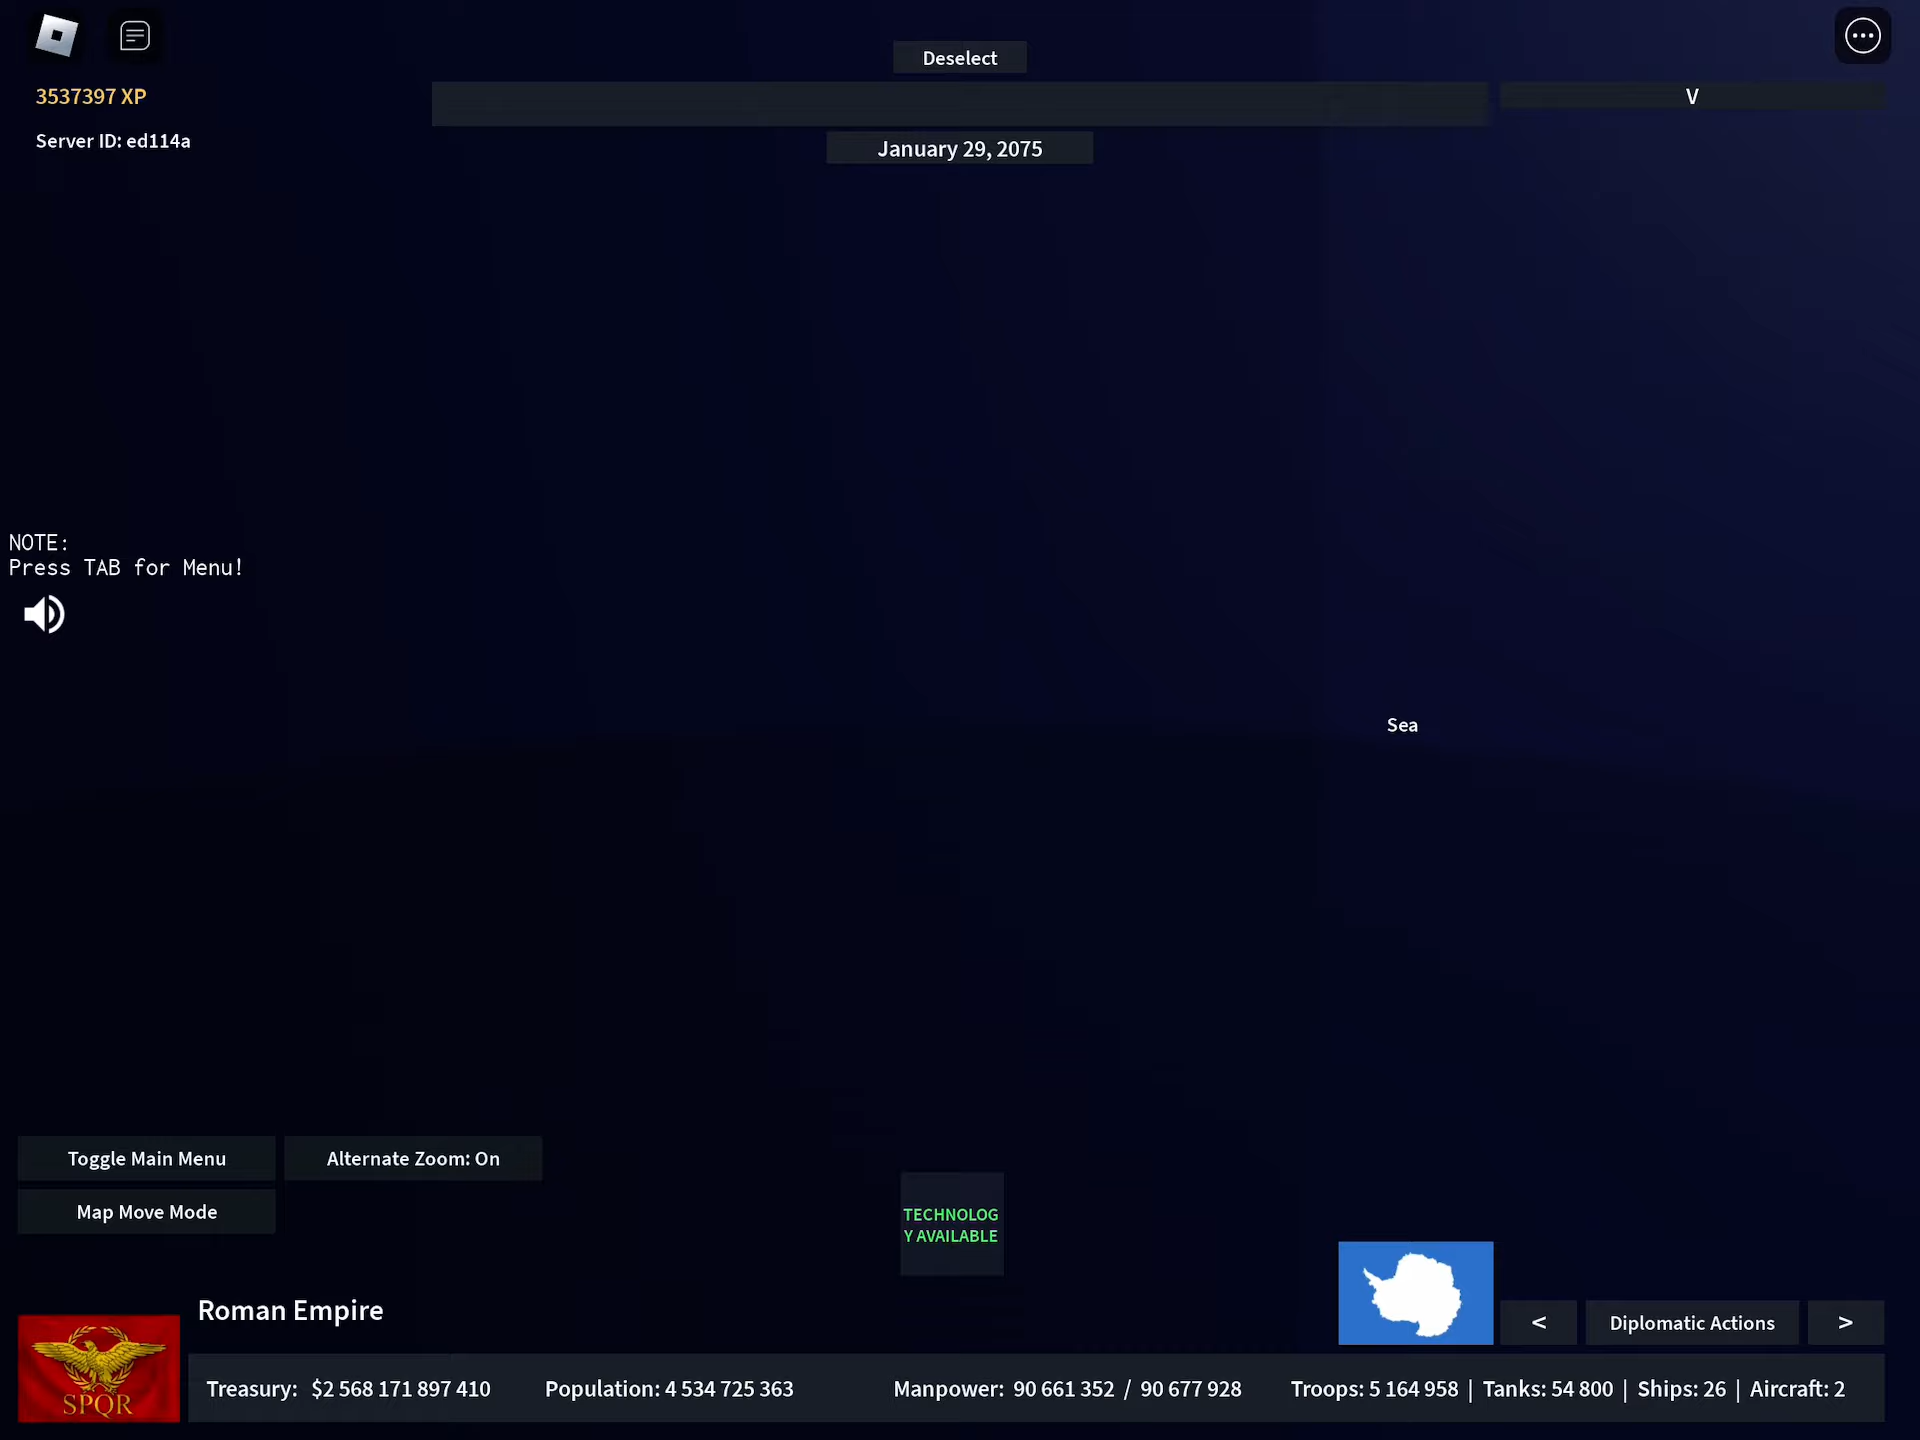 Deselect
3537397 XP
V
Server ID: ed114a
January 29, 2075
NOTE:
Press TAB for Menu!
Sea
Toggle Main Menu
Alternate Zoom: On
Map Move Mode
TECHNOLOG
Y AVAILABLE
Roman Empire
<
Diplomatic Actions
>
SPQR
Treasury: $2 568 171 897 410
Population: 4 534 725 363
Manpower: 90 661 352 / 90 677 928
Troops: 5 164 958 | Tanks: 54 800 | Ships: 26 | Aircraft: 2